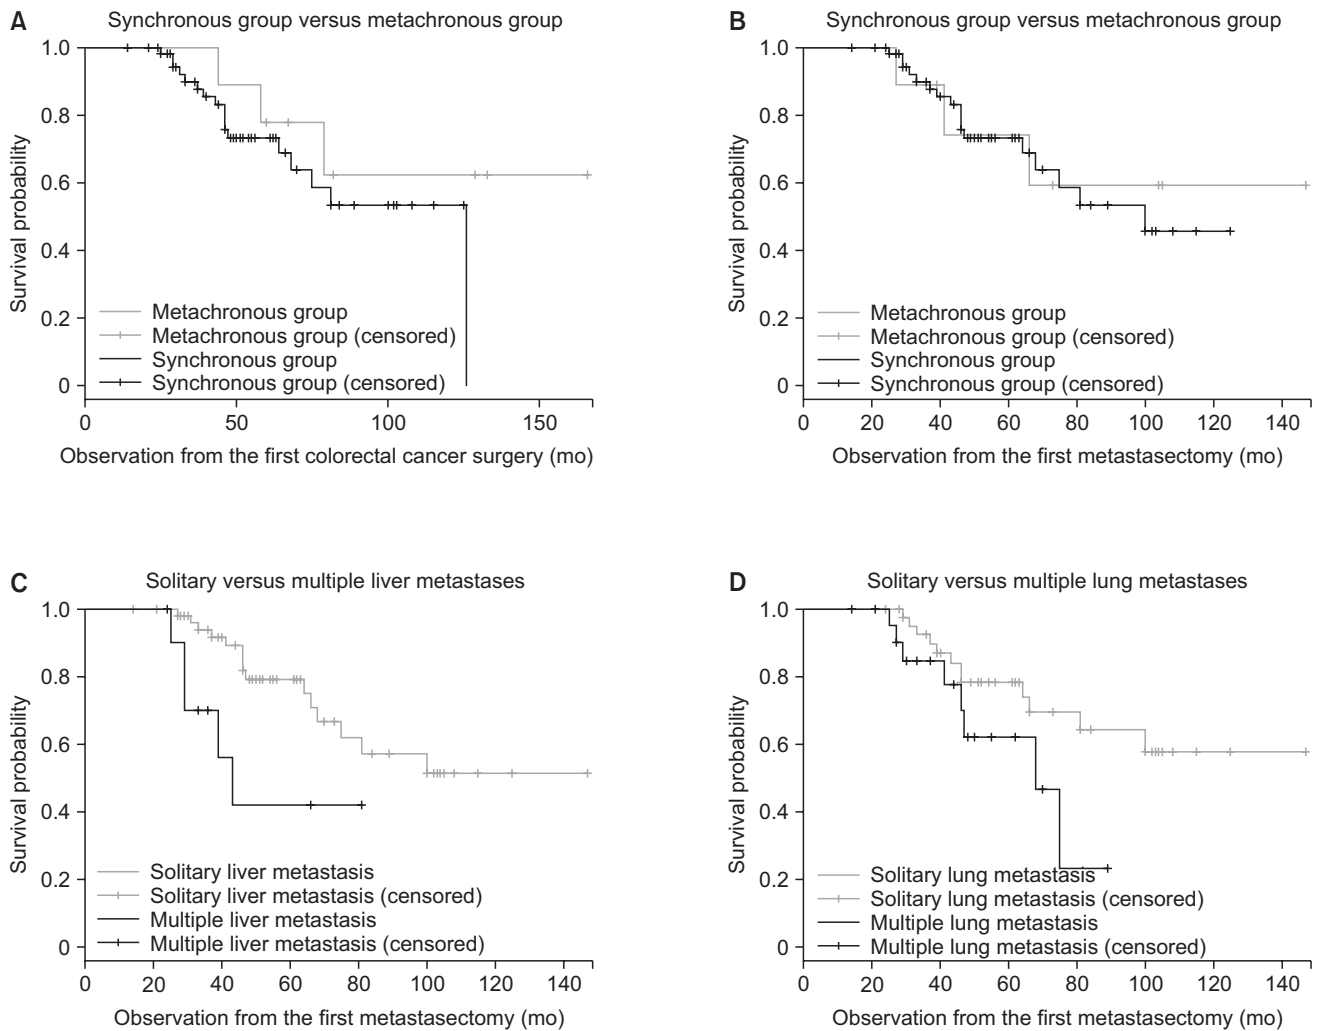 A
Synchronous group versus metachronous group
1.0
0.8
0.6
0.4
0.2
0
Survival probability
Metachronous group
Metachronous group (censored)
Synchronous group
Synchronous group (censored)
0 50 100 150
Observation from the first colorectal cancer surgery (mo)
B
Synchronous group versus metachronous group
1.0
0.8
0.6
0.4
0.2
0
Survival probability
Metachronous group
Metachronous group (censored)
Synchronous group
Synchronous group (censored)
0 20 40 60 80 100 120 140
Observation from the first metastasectomy (mo)
C
Solitary versus multiple liver metastases
1.0
0.8
0.6
0.4
0.2
0
Survival probability
Solitary liver metastasis
Solitary liver metastasis (censored)
Multiple liver metastasis
Multiple liver metastasis (censored)
0 20 40 60 80 100 120 140
Observation from the first metastasectomy (mo)
D
Solitary versus multiple lung metastases
1.0
0.8
0.6
0.4
0.2
0
Survival probability
Solitary lung metastasis
Solitary lung metastasis (censored)
Multiple lung metastasis
Multiple lung metastasis (censored)
0 20 40 60 80 100 120 140
Observation from the first metastasectomy (mo)